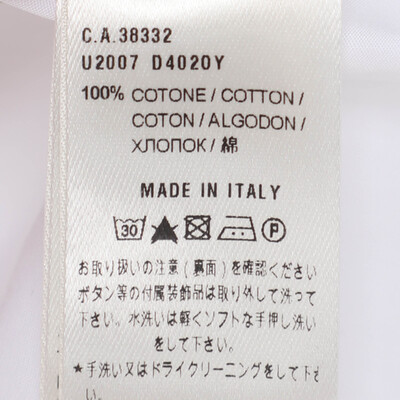 C.A.38332
U2007 D4020Y
100% COTONE / COTTON /
COTON / ALGODON /
ХЛОПОК / 綿
MADE IN ITALY
30 P
お取り扱いの注意(裏面)を確認ください
ボタン等の付属装飾品は取り外して洗って
下さい。水洗いは軽くソフトな手押し洗い
をして下さい。
★手洗い又はドライクリーニングをして下さ
い。